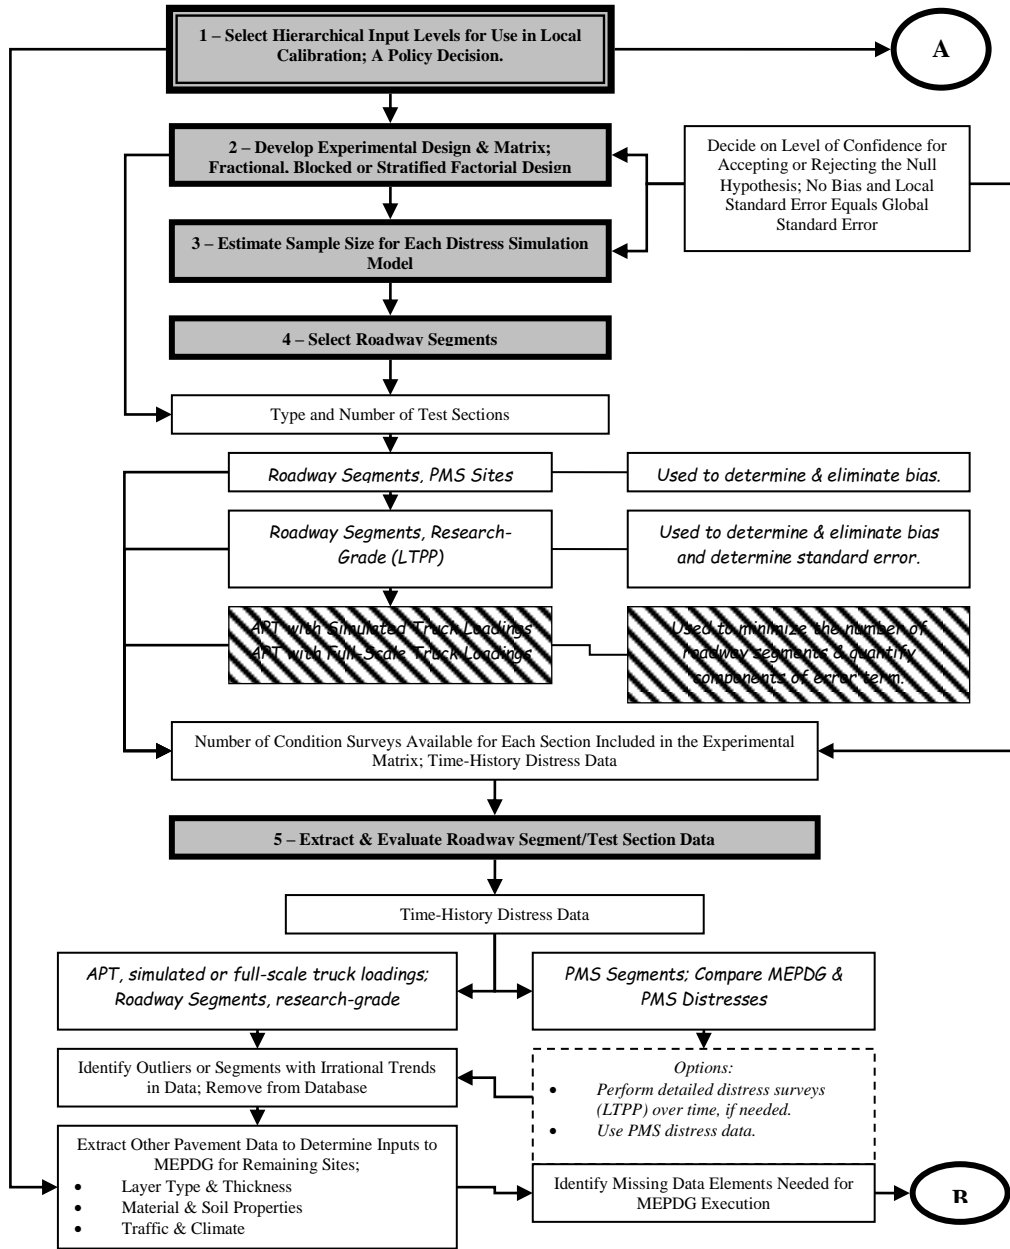 1 – Select Hierarchical Input Levels for Use in Local
Calibration; A Policy Decision.
A
2 – Develop Experimental Design & Matrix;
Fractional, Blocked or Stratified Factorial Design
Decide on Level of Confidence for
Accepting or Rejecting the Null
Hypothesis; No Bias and Local
Standard Error Equals Global
Standard Error
3 – Estimate Sample Size for Each Distress Simulation
Model
4 – Select Roadway Segments
Type and Number of Test Sections
Roadway Segments, PMS Sites
Used to determine & eliminate bias.
Roadway Segments, Research-
Grade (LTPP)
Used to determine & eliminate bias
and determine standard error.
APT with Simulated Truck Loadings
APT with Full-Scale Truck Loadings
Used to minimize the number of
roadway segments & quantify
components of error term.
Number of Condition Surveys Available for Each Section Included in the Experimental
Matrix; Time-History Distress Data
5 – Extract & Evaluate Roadway Segment/Test Section Data
Time-History Distress Data
APT, simulated or full-scale truck loadings;
Roadway Segments, research-grade
PMS Segments; Compare MEPDG &
PMS Distresses
Identify Outliers or Segments with Irrational Trends
in Data; Remove from Database
Options:
• Perform detailed distress surveys
(LTPP) over time, if needed.
• Use PMS distress data.
Extract Other Pavement Data to Determine Inputs to
MEPDG for Remaining Sites;
• Layer Type & Thickness
• Material & Soil Properties
• Traffic & Climate
Identify Missing Data Elements Needed for
MEPDG Execution
B